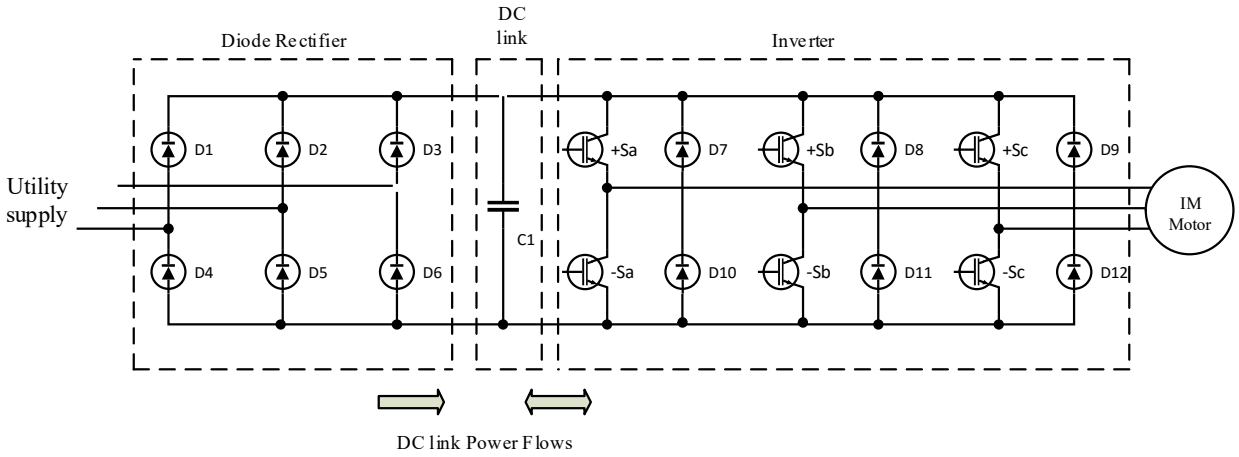 DC
link
Diode Rectifier
Inverter
D1
D2
D3
+Sa
D7
+Sb
D8
+Sc
D9
Utility
supply
IM
Motor
C1
D4
D5
D6
-Sa
D10
-Sb
D11
-Sc
D12
DC link Power Flows